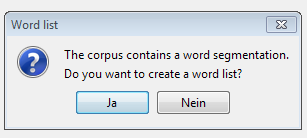 Word list
The corpus contains a word segmentation.
Do you want to create a word list?
Ja
Nein